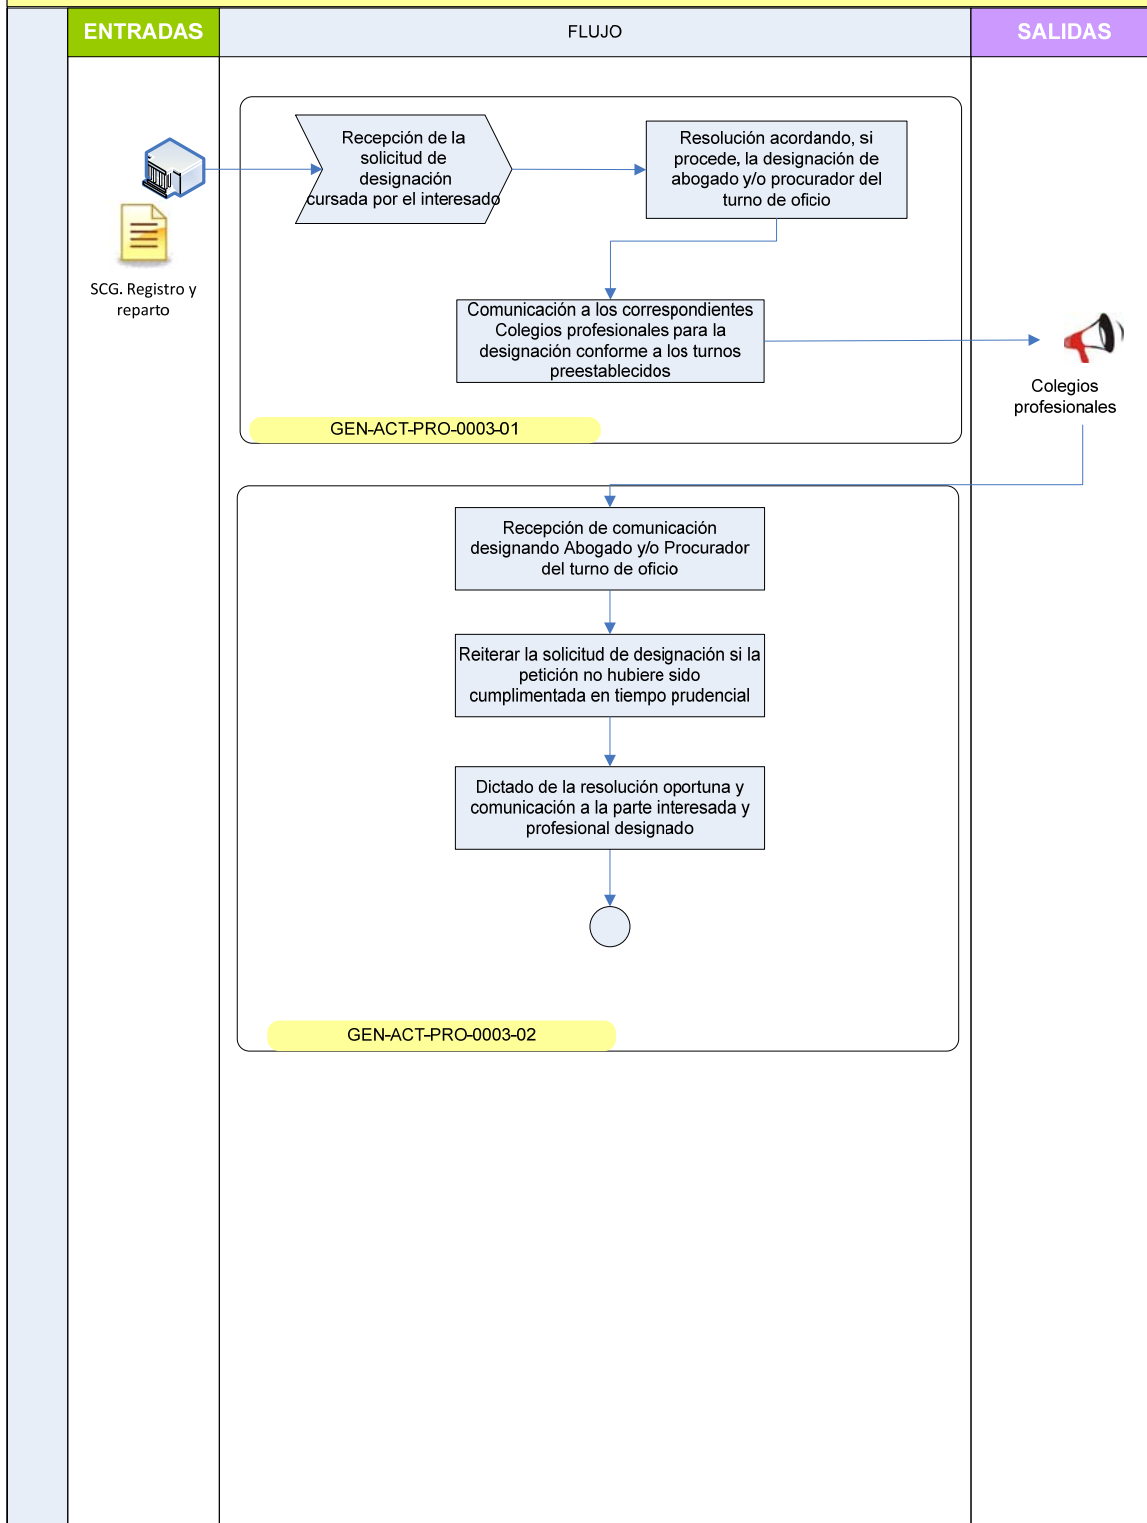 ENTRADAS
FLUJO
SALIDAS
Recepción de la
solicitud de
designación
cursada por el interesado
Resolución acordando, si
procede, la designación de
abogado y/o procurador del
turno de oficio
SCG. Registro y
reparto
Comunicación a los correspondientes
Colegios profesionales para la
designación conforme a los turnos
preestablecidos
Colegios
profesionales
GEN-ACT-PRO-0003-01
Recepción de comunicación
designando Abogado y/o Procurador
del turno de oficio
Reiterar la solicitud de designación si la
petición no hubiere sido
cumplimentada en tiempo prudencial
Dictado de la resolución oportuna y
comunicación a la parte interesada y
profesional designado
GEN-ACT-PRO-0003-02